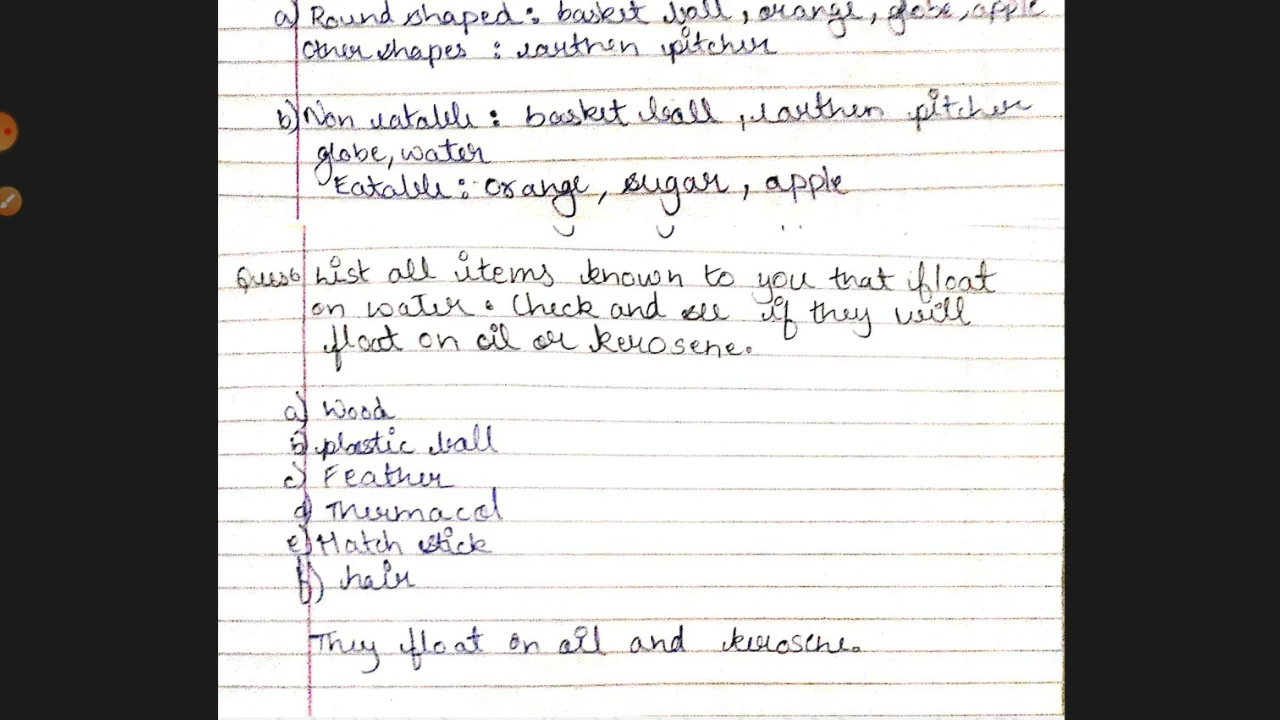 a) Round shaped: basket ball, orange, globe, apple
Other shapes : earthen pitcher
b) Non eatable : basket ball, earthen pitcher
globe, water
Eatable : orange, sugar, apple
Ques6 List all items known to you that float
on water. Check and see if they will
float on oil or kerosene.
a) Wood
b) plastic ball
c) Feather
d) Thermacol
e) Match stick
f) hair
They float on oil and kerosene.